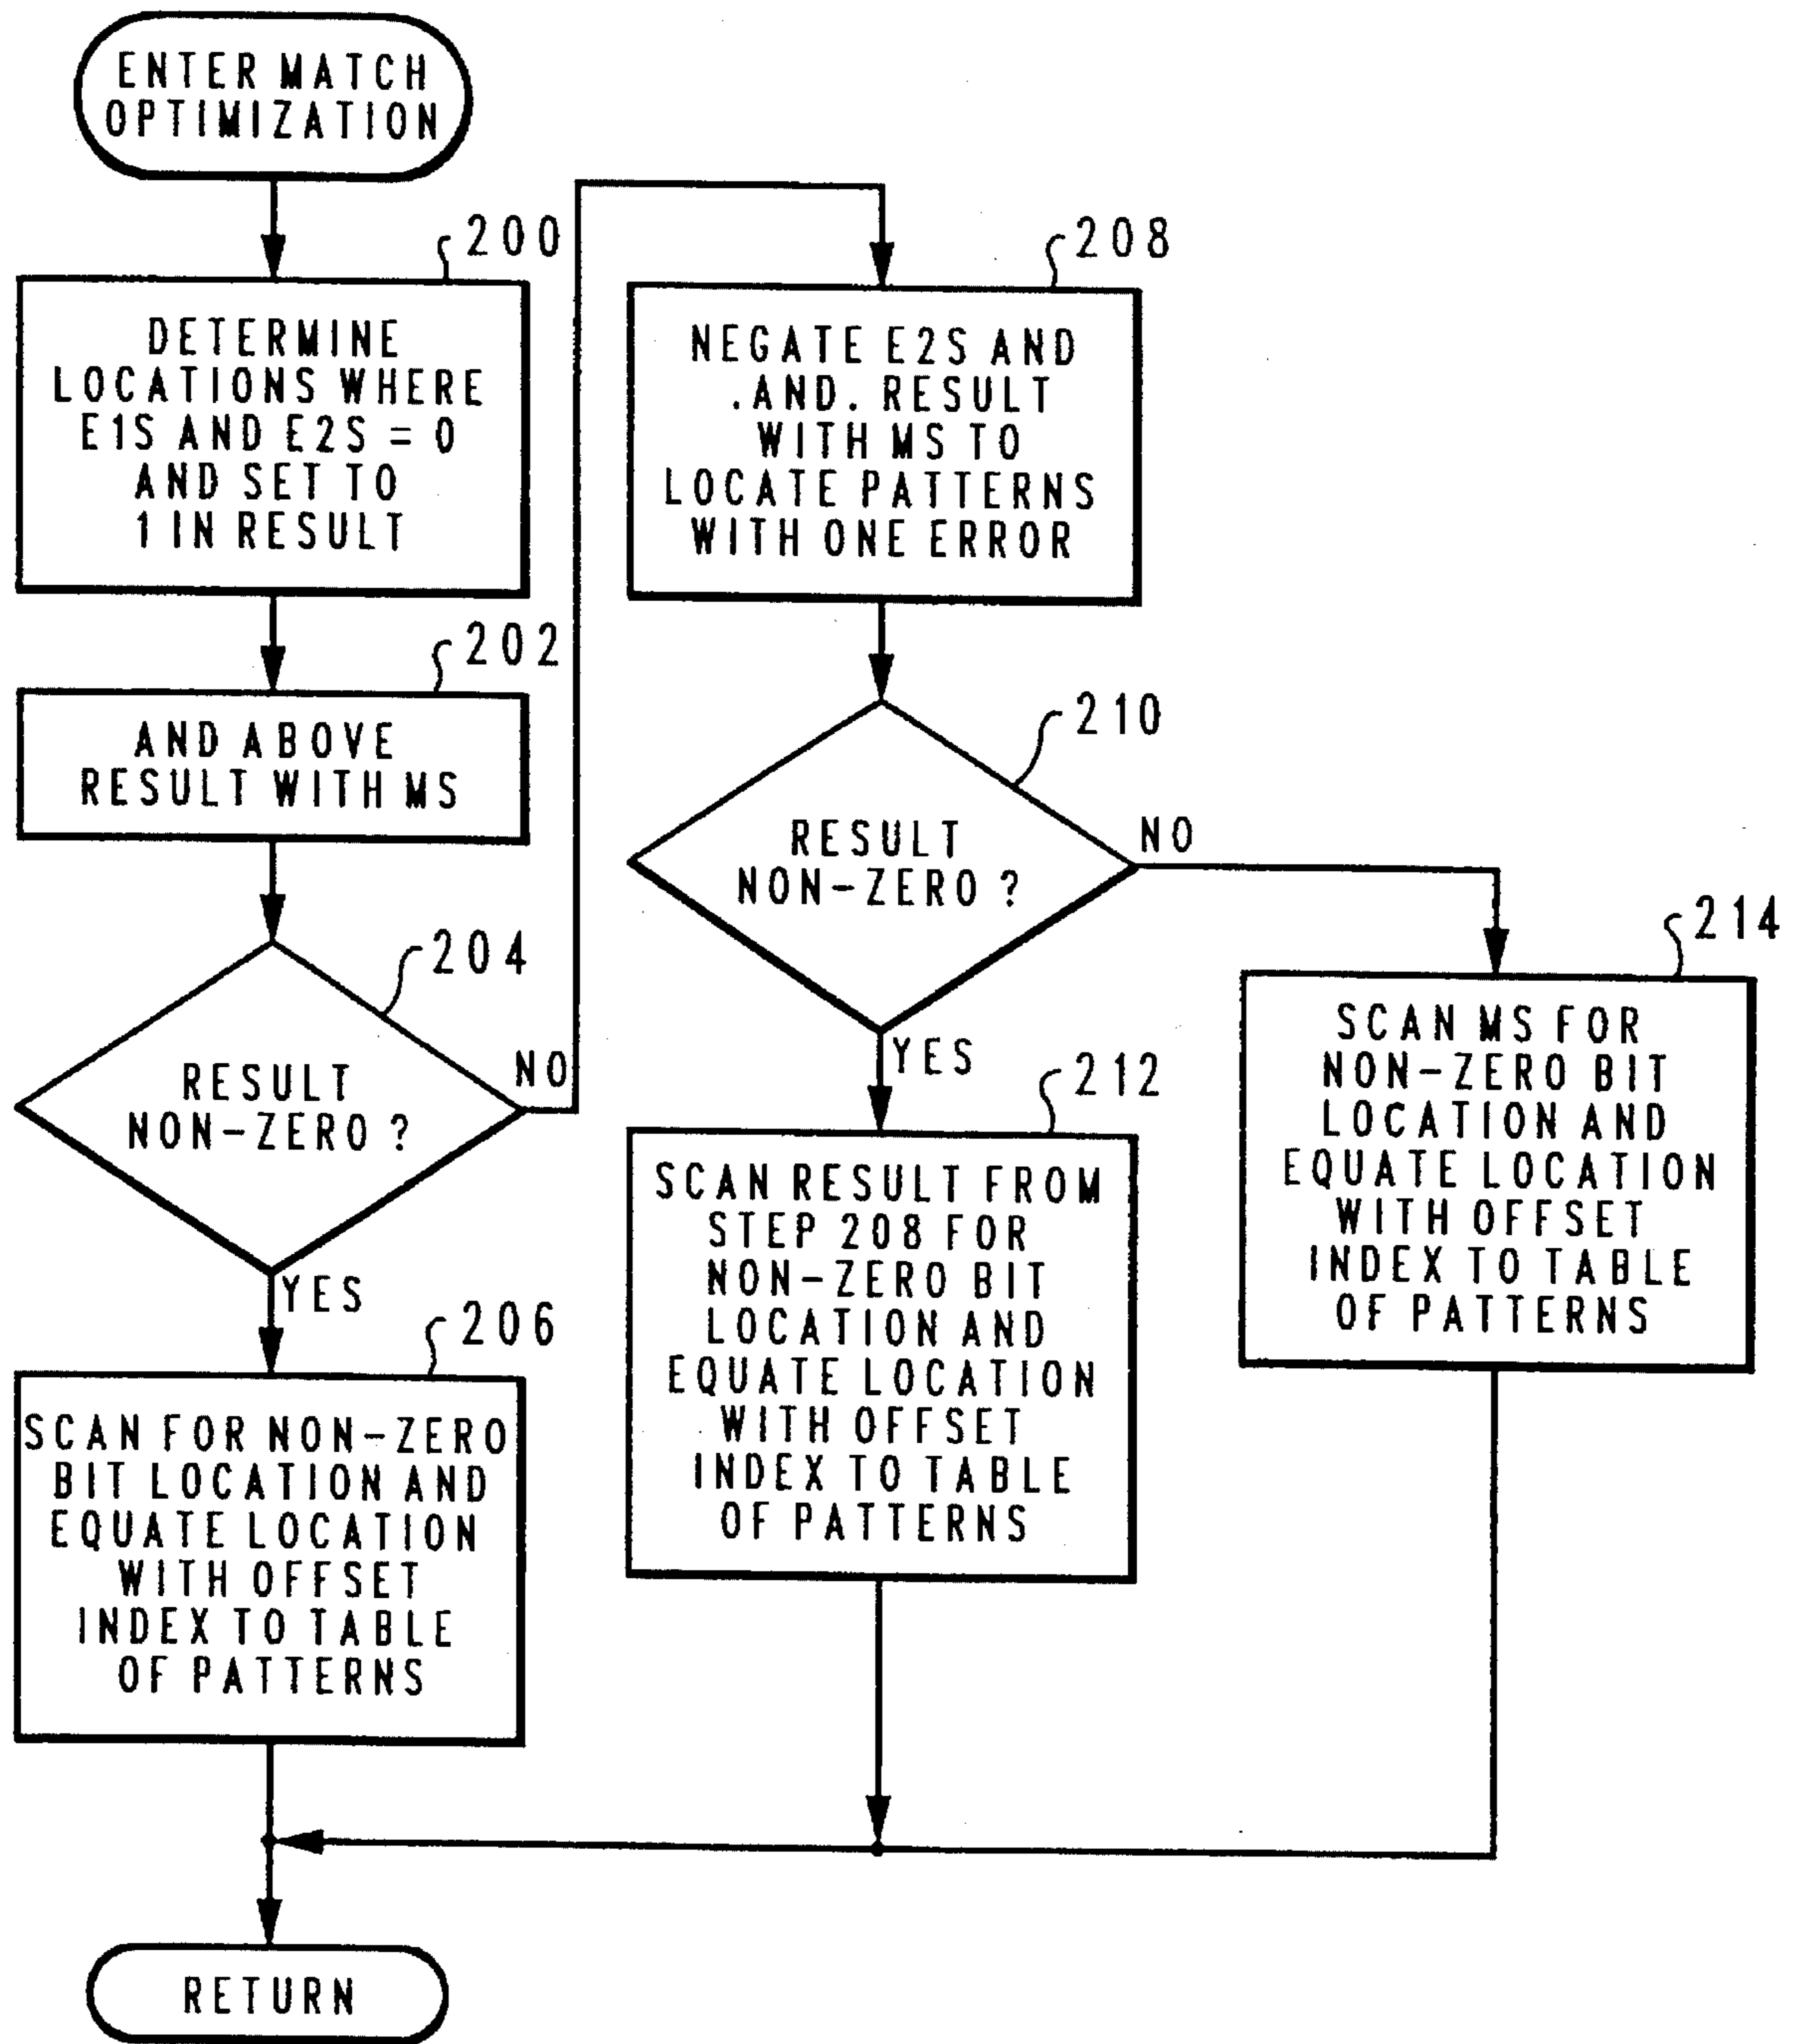 ENTER MATCH
OPTIMIZATION
200
DETERMINE
LOCATIONS WHERE
E1S AND E2S = 0
AND SET TO
1 IN RESULT
202
AND ABOVE
RESULT WITH MS
204
RESULT
NON-ZERO ?
NO
YES
206
SCAN FOR NON-ZERO
BIT LOCATION AND
EQUATE LOCATION
WITH OFFSET
INDEX TO TABLE
OF PATTERNS
208
NEGATE E2S AND
.AND. RESULT
WITH MS TO
LOCATE PATTERNS
WITH ONE ERROR
210
RESULT
NON-ZERO ?
NO
YES
212
SCAN RESULT FROM
STEP 208 FOR
NON-ZERO BIT
LOCATION AND
EQUATE LOCATION
WITH OFFSET
INDEX TO TABLE
OF PATTERNS
214
SCAN MS FOR
NON-ZERO BIT
LOCATION AND
EQUATE LOCATION
WITH OFFSET
INDEX TO TABLE
OF PATTERNS
RETURN